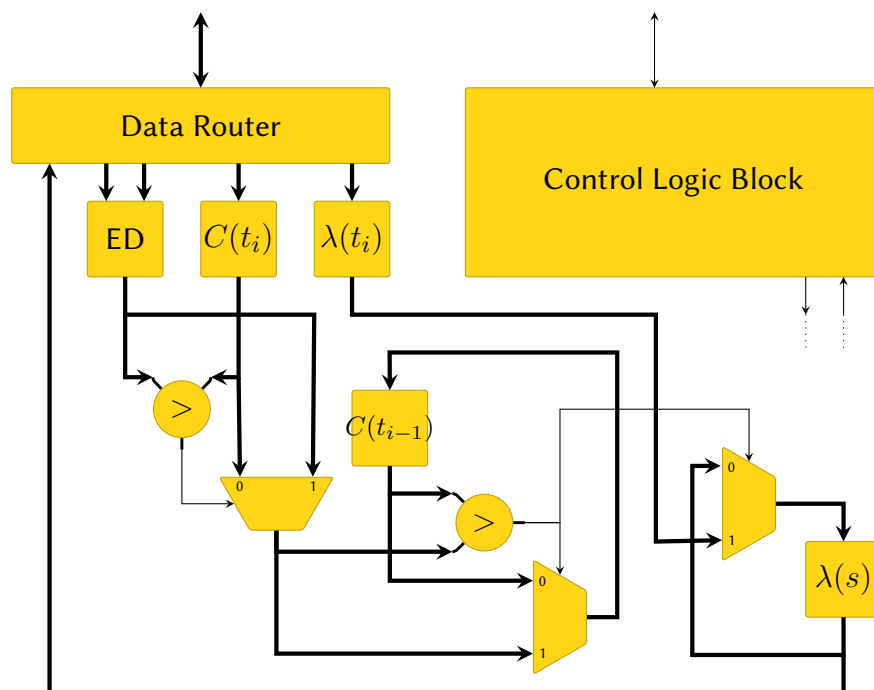 Data Router
Control Logic Block
ED
C(t_i)
λ(t_i)
>
C(t_{i-1})
0
1
>
0
1
0
1
λ(s)